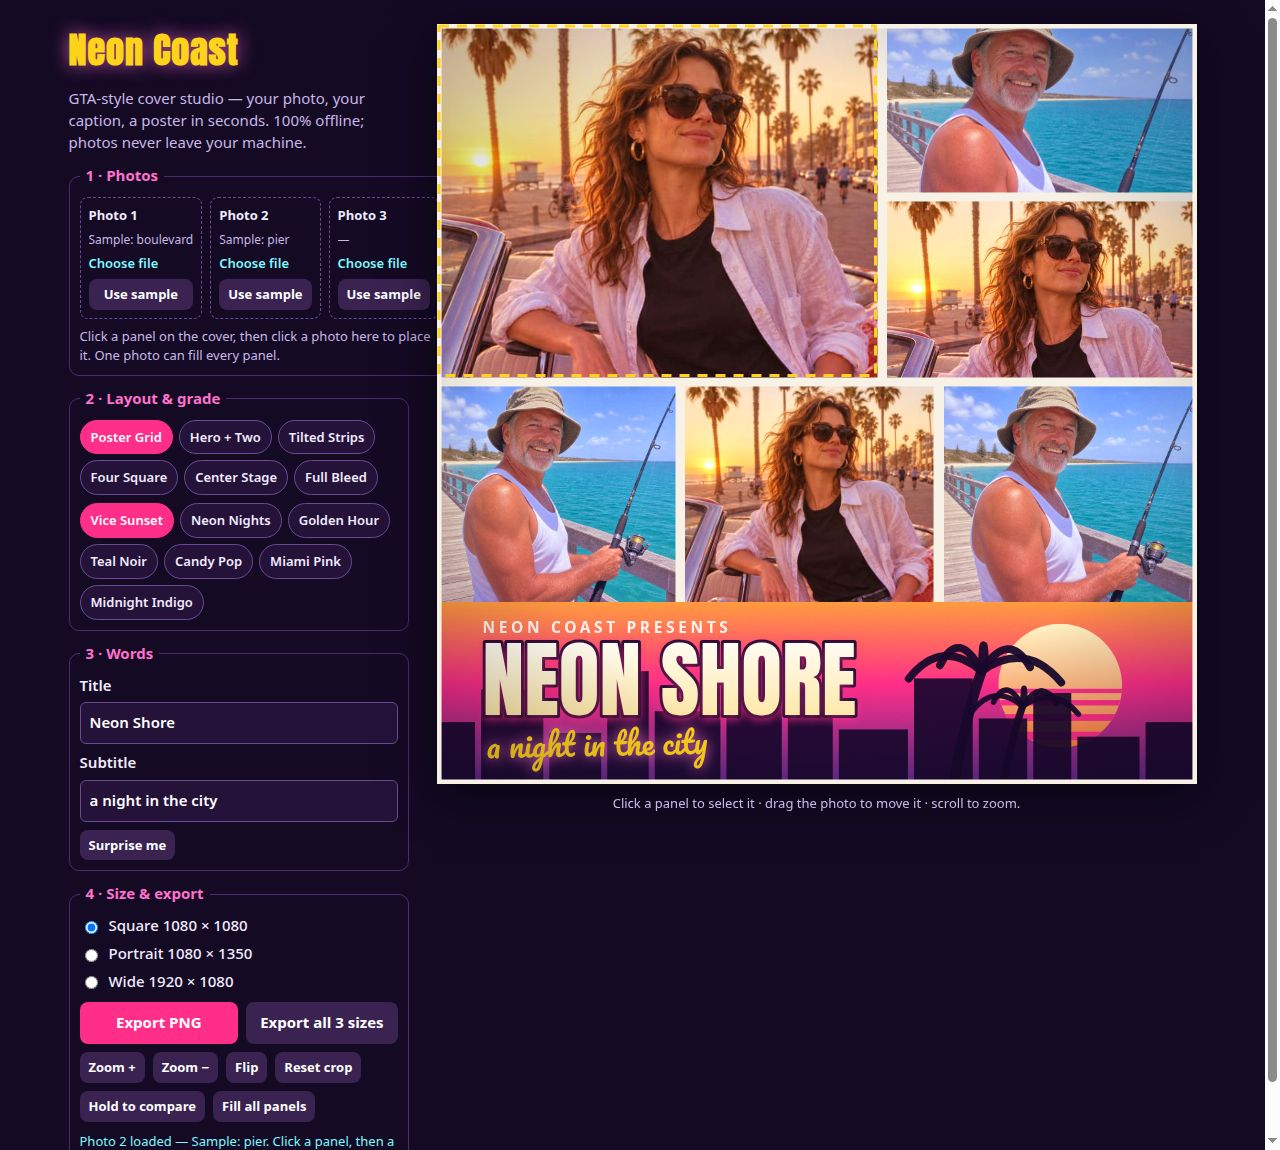 Neon Coast
GTA-style cover studio — your photo, your
caption, a poster in seconds. 100% offline;
photos never leave your machine.
1 · Photos
Photo 1
Sample: boulevard
Choose file
Use sample
Photo 2
Sample: pier
Choose file
Use sample
Photo 3
—
Choose file
Use sample
Click a panel on the cover, then click a photo here to place
it. One photo can fill every panel.
2 · Layout & grade
Poster Grid
Hero + Two
Tilted Strips
Four Square
Center Stage
Full Bleed
Vice Sunset
Neon Nights
Golden Hour
Teal Noir
Candy Pop
Miami Pink
Midnight Indigo
3 · Words
Title
Neon Shore
Subtitle
a night in the city
Surprise me
4 · Size & export
Square 1080 × 1080
Portrait 1080 × 1350
Wide 1920 × 1080
Export PNG
Export all 3 sizes
Zoom +
Zoom −
Flip
Reset crop
Hold to compare
Fill all panels
Photo 2 loaded — Sample: pier. Click a panel, then a
NEON COAST PRESENTS
NEON SHORE
a night in the city
Click a panel to select it · drag the photo to move it · scroll to zoom.